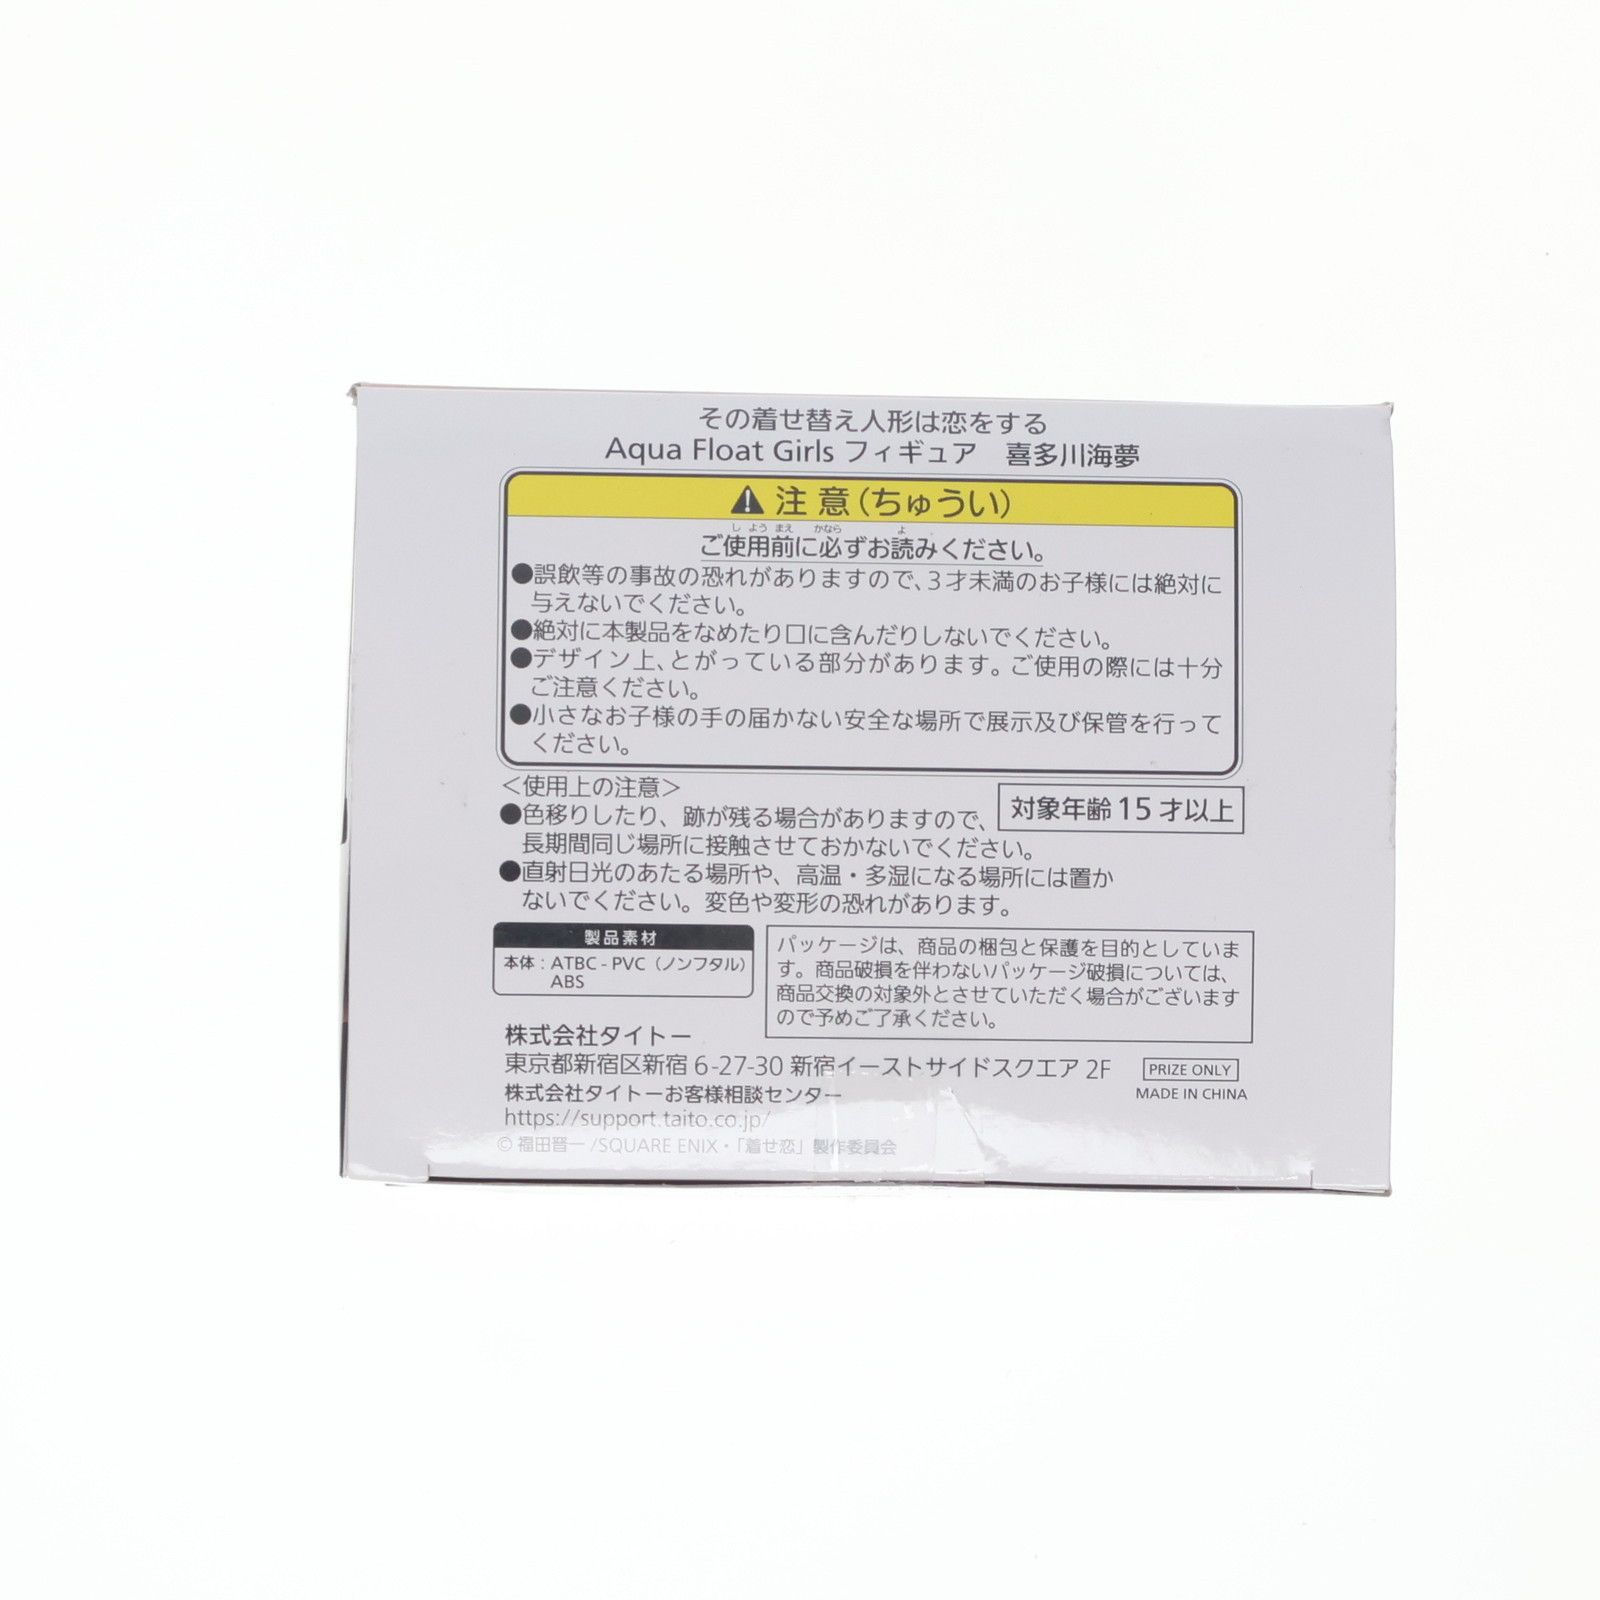 その着せ替え人形は恋をする
Aqua Float Girls フィギュア　喜多川海夢
注 意（ちゅうい）
し よう まえ かなら よ
ご使用前に必ずお読みください。
●誤飲等の事故の恐れがありますので、3才未満のお子様には絶対に
与えないでください。
●絶対に本製品をなめたり口に含んだりしないでください。
●デザイン上、とがっている部分があります。ご使用の際には十分
ご注意ください。
●小さなお子様の手の届かない安全な場所で展示及び保管を行って
ください。
＜使用上の注意＞
●色移りしたり、跡が残る場合がありますので、
長期間同じ場所に接触させておかないでください。
●直射日光のあたる場所や、高温・多湿になる場所には置か
ないでください。変色や変形の恐れがあります。
対象年齢 15 才以上
製品素材
本体：ATBC-PVC（ノンフタル）
ABS
パッケージは、商品の梱包と保護を目的としていま
す。商品破損を伴わないパッケージ破損については、
商品交換の対象外とさせていただく場合がございます
ので予めご了承ください。
株式会社タイトー
東京都新宿区新宿 6-27-30 新宿イーストサイドスクエア 2F
株式会社タイトーお客様相談センター
https://support.taito.co.jp/
© 福田晋一 /SQUARE ENIX・「着せ恋」製作委員会
PRIZE ONLY
MADE IN CHINA